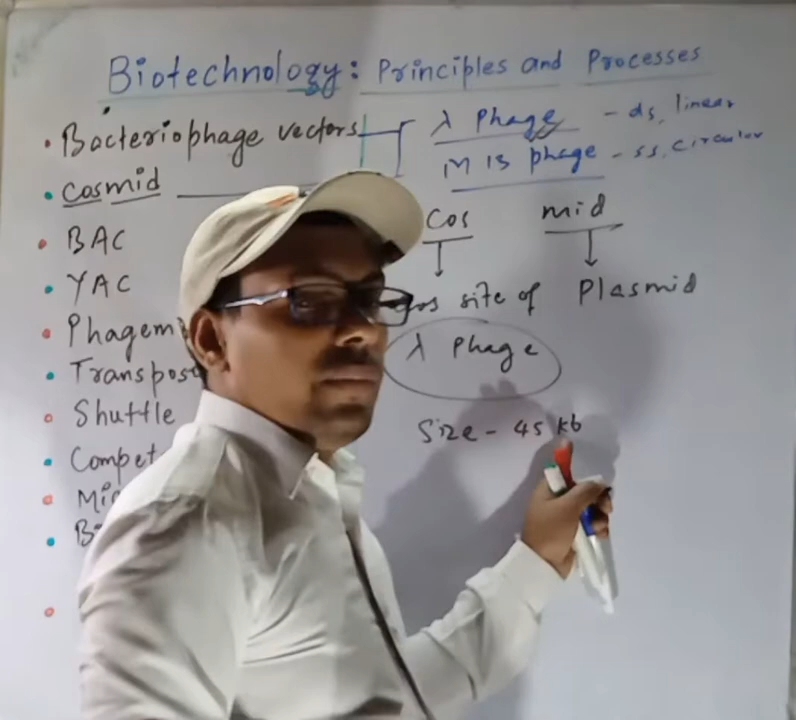 Biotechnology: Principles and Processes
• Bacteriophage vectors λ Phage - ds, linear
M13 phage - ss, circular
• Cosmid
Cos mid
• BAC
• YAC
cos site of Plasmid
λ Phage
Shuttle
Size - 45 kb